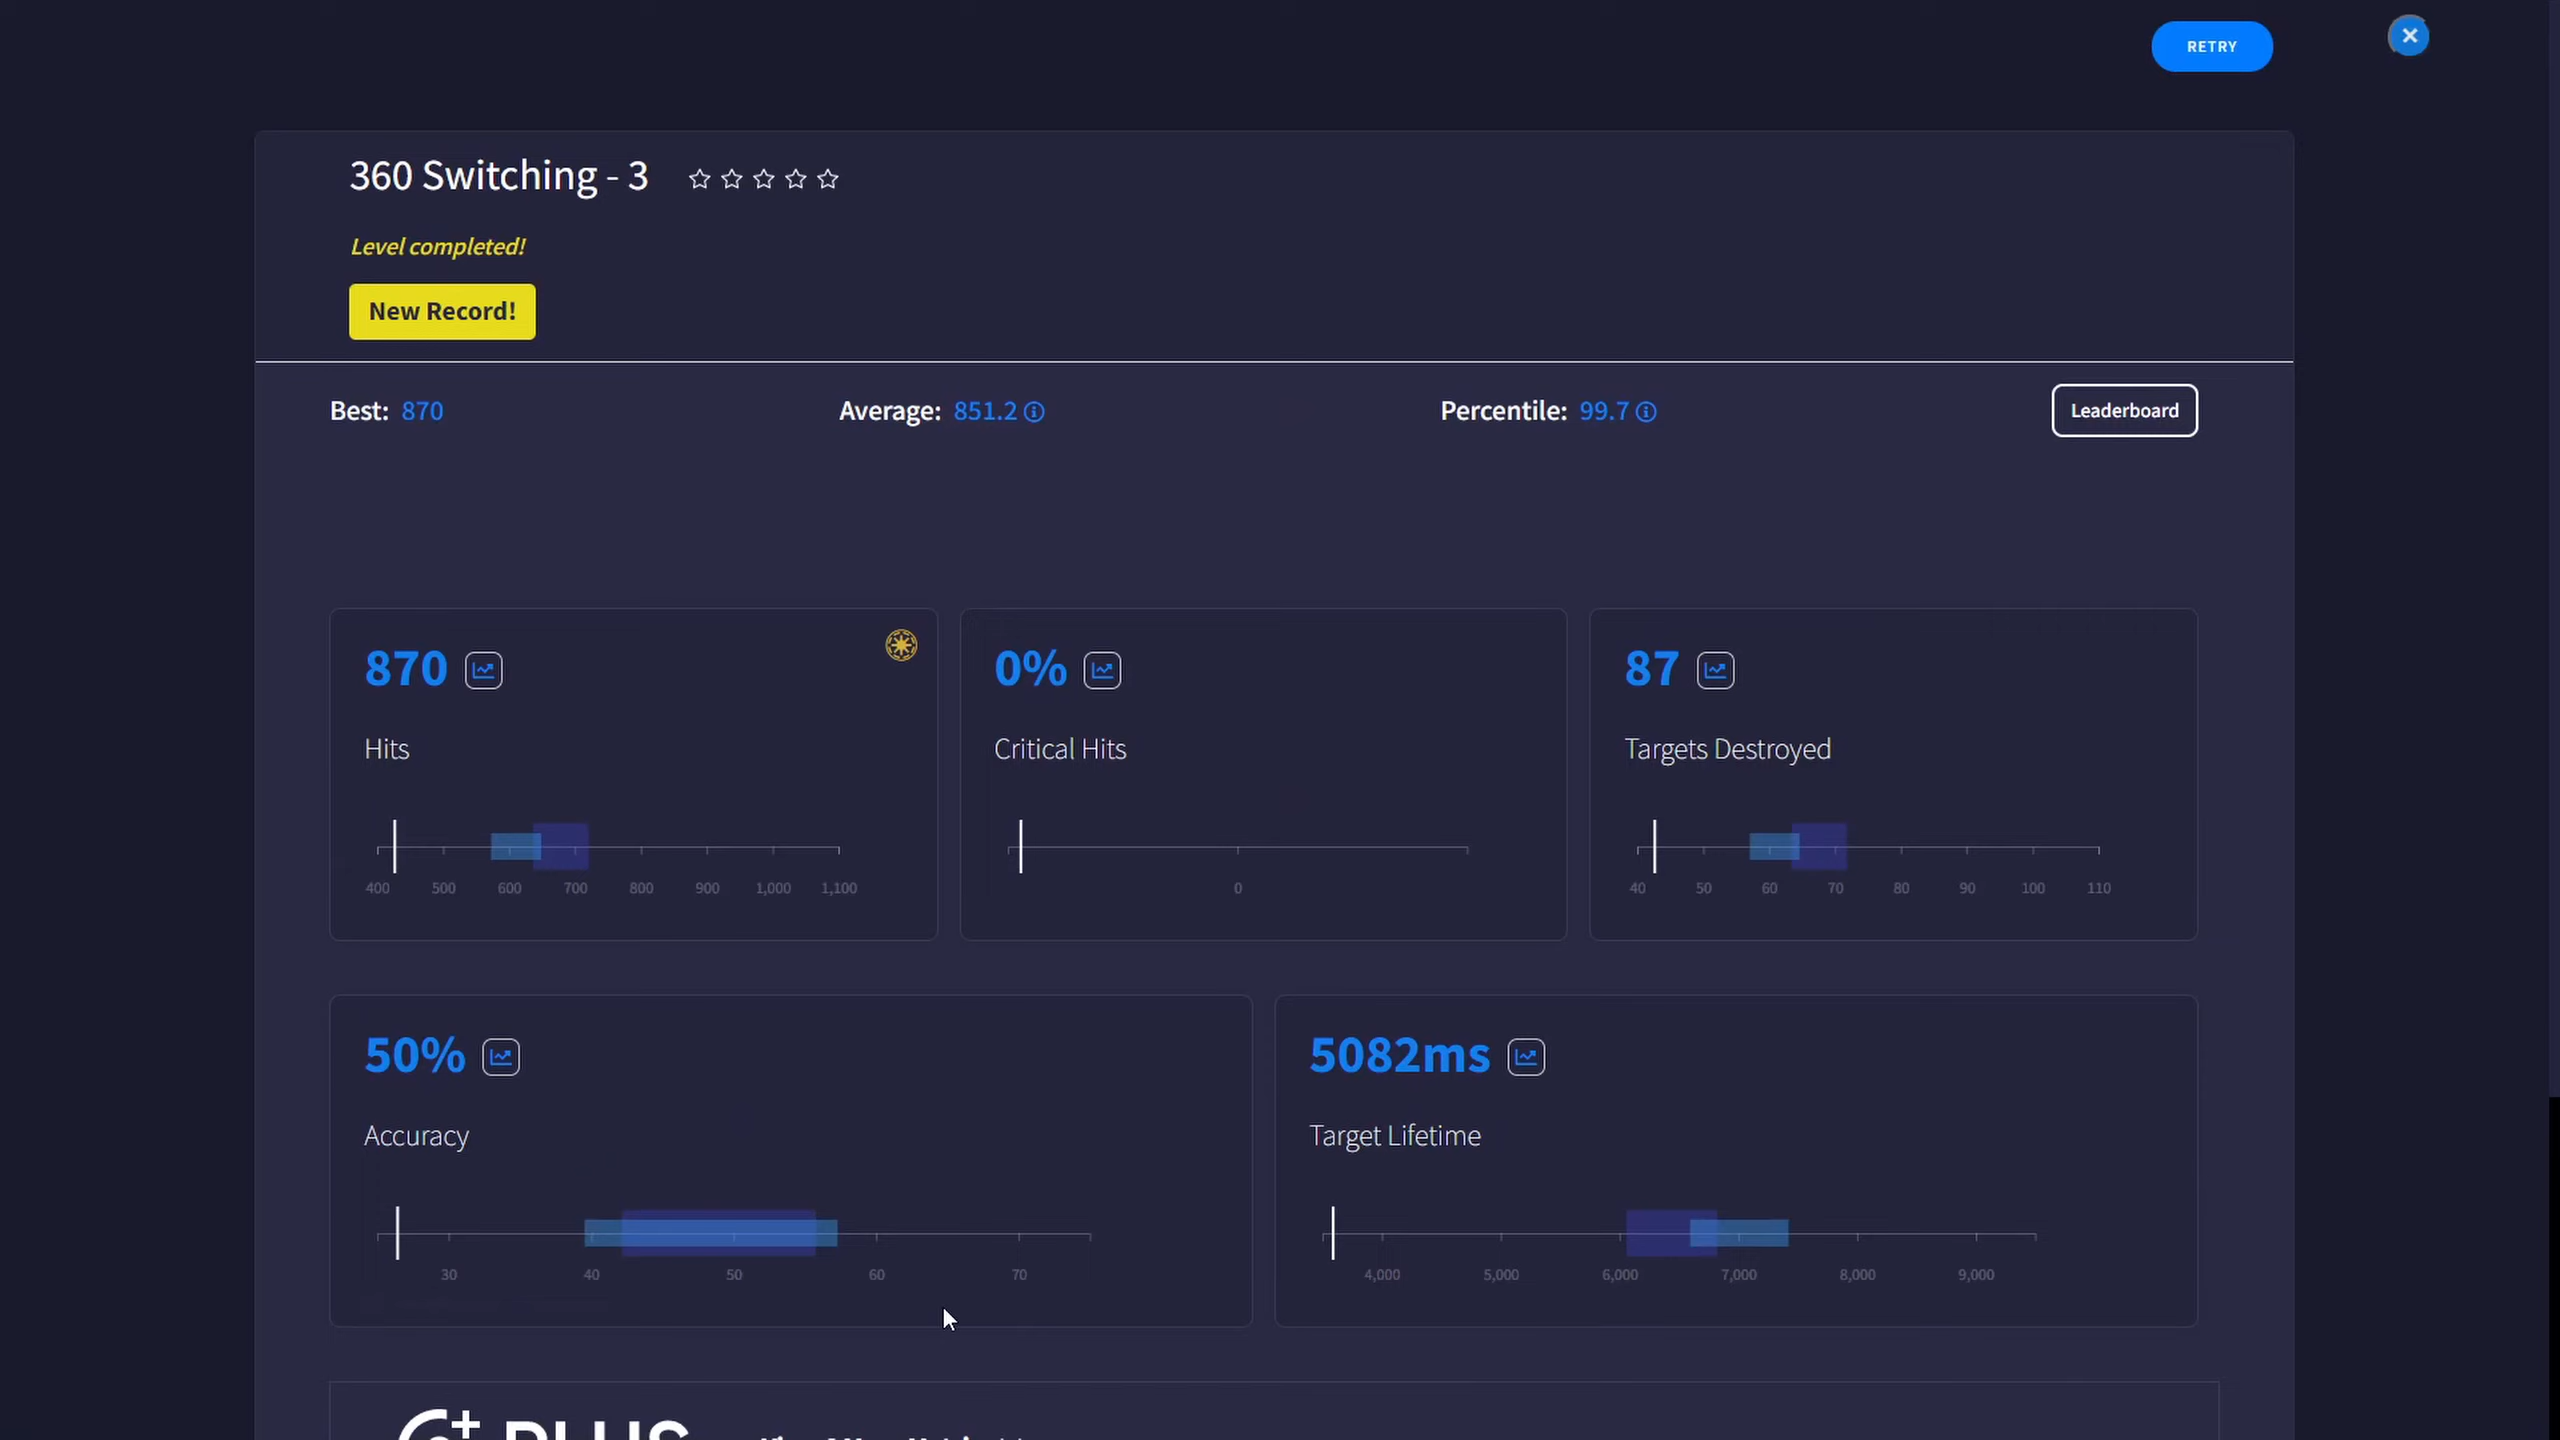 RETRY
360 Switching - 3
Level completed!
New Record!
Best: 870
Average: 851.2
Percentile: 99.7
Leaderboard
870
Hits
400 500 600 700 800 900 1,000 1,100
0%
Critical Hits
0
87
Targets Destroyed
40 50 60 70 80 90 100 110
50%
Accuracy
30 40 50 60 70
5082ms
Target Lifetime
4,000 5,000 6,000 7,000 8,000 9,000
PLUS